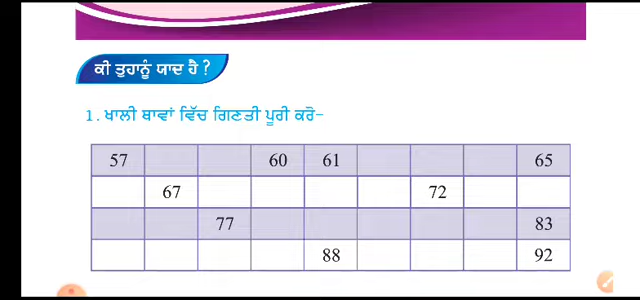 ਕੀ ਤੁਹਾਨੂੰ ਯਾਦ ਹੈ ?
1. ਖਾਲੀ ਥਾਵਾਂ ਵਿੱਚ ਗਿਣਤੀ ਪੂਰੀ ਕਰੋ-
57 60 61 65
67 72
77 83
88 92